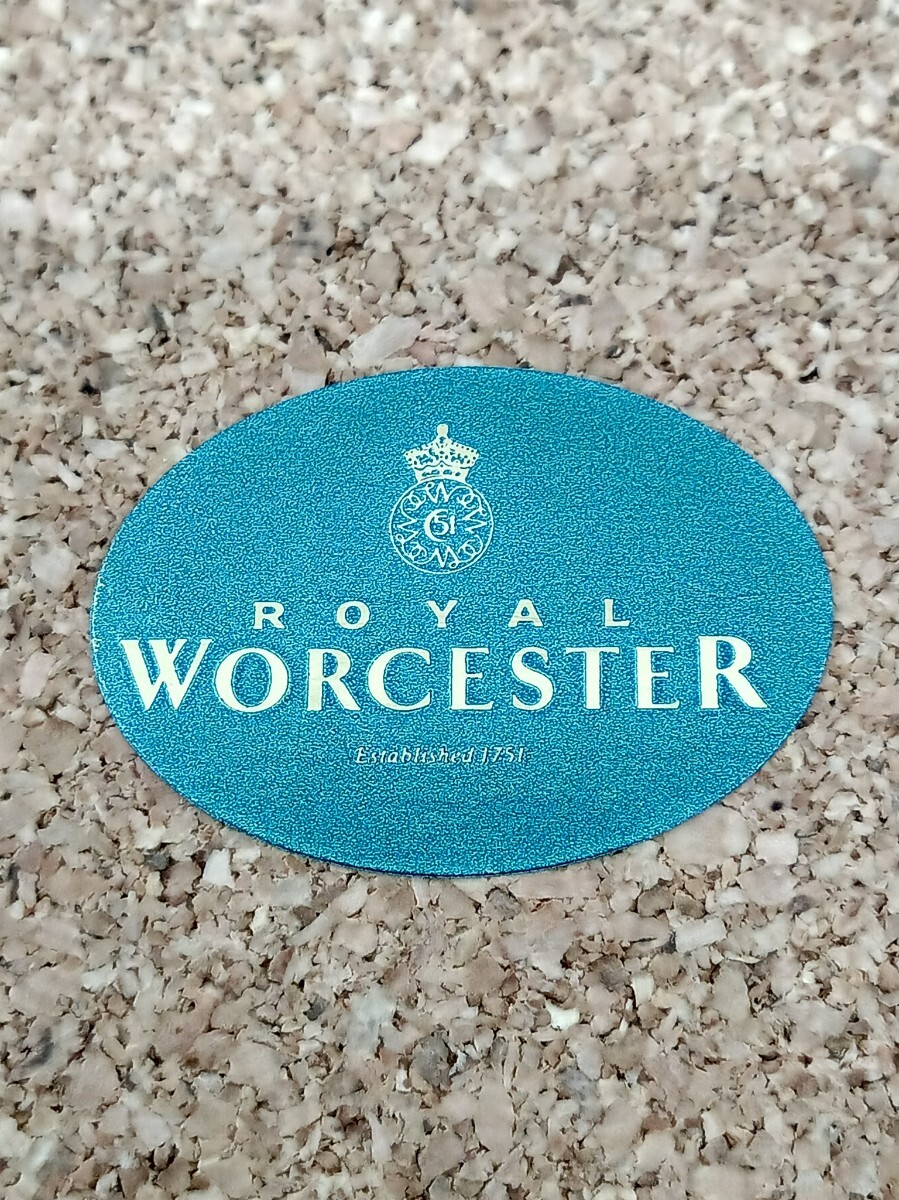 51
ROYAL
WORCESTER
Established 1751